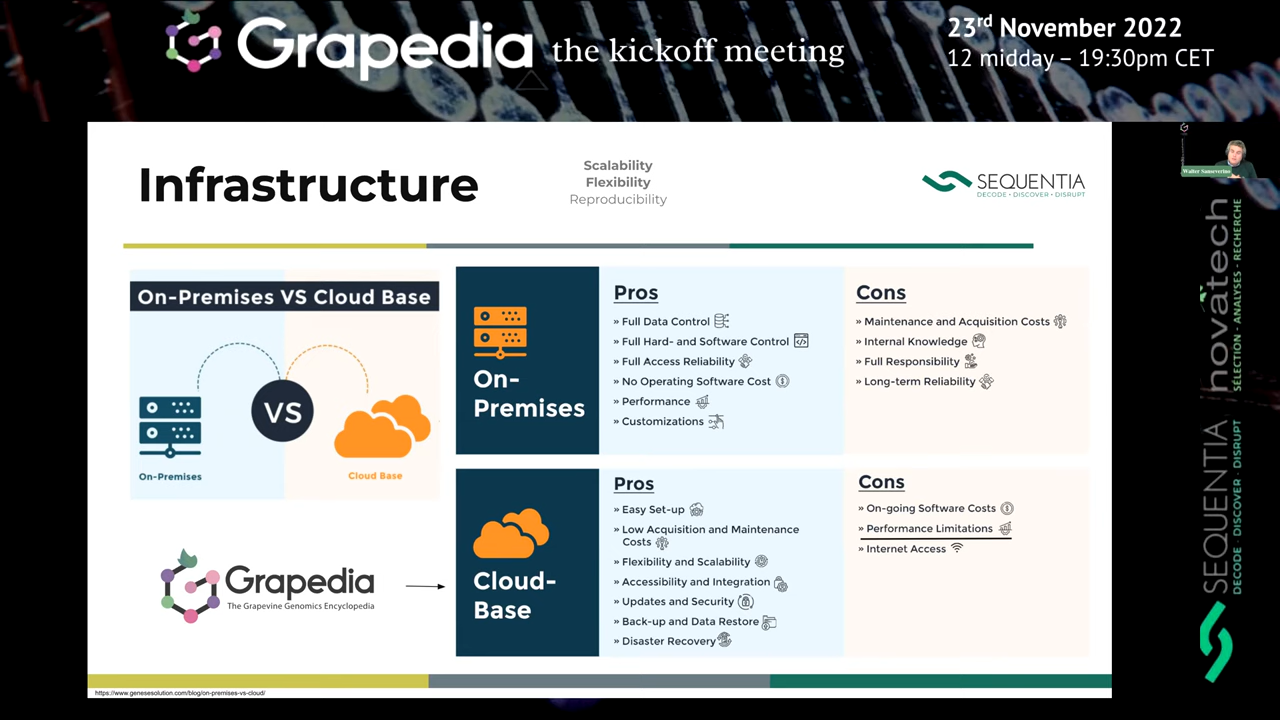 Grapedia the kickoff meeting
23rd November 2022
12 midday – 19:30pm CET
Infrastructure
Scalability
Flexibility
Reproducibility
SEQUENTIA
DECODE • DISCOVER • DISRUPT
On-Premises VS Cloud Base
VS
On-Premises
Cloud Base
Grapedia
The Grapevine Genomics Encyclopedia
On-
Premises
Pros
» Full Data Control
» Full Hard- and Software Control
» Full Access Reliability
» No Operating Software Cost
» Performance
» Customizations
Cons
» Maintenance and Acquisition Costs
» Internal Knowledge
» Full Responsibility
» Long-term Reliability
Cloud-
Base
Pros
» Easy Set-up
» Low Acquisition and Maintenance
Costs
» Flexibility and Scalability
» Accessibility and Integration
» Updates and Security
» Back-up and Data Restore
» Disaster Recovery
Cons
» On-going Software Costs
» Performance Limitations
» Internet Access
https://www.genesesolution.com/blog/on-premises-vs-cloud/
Walter Sanseverino
novatech
SÉLECTION - ANALYSES - RECHERCHE
SEQUENTIA
DECODE • DISCOVER • DISRUPT